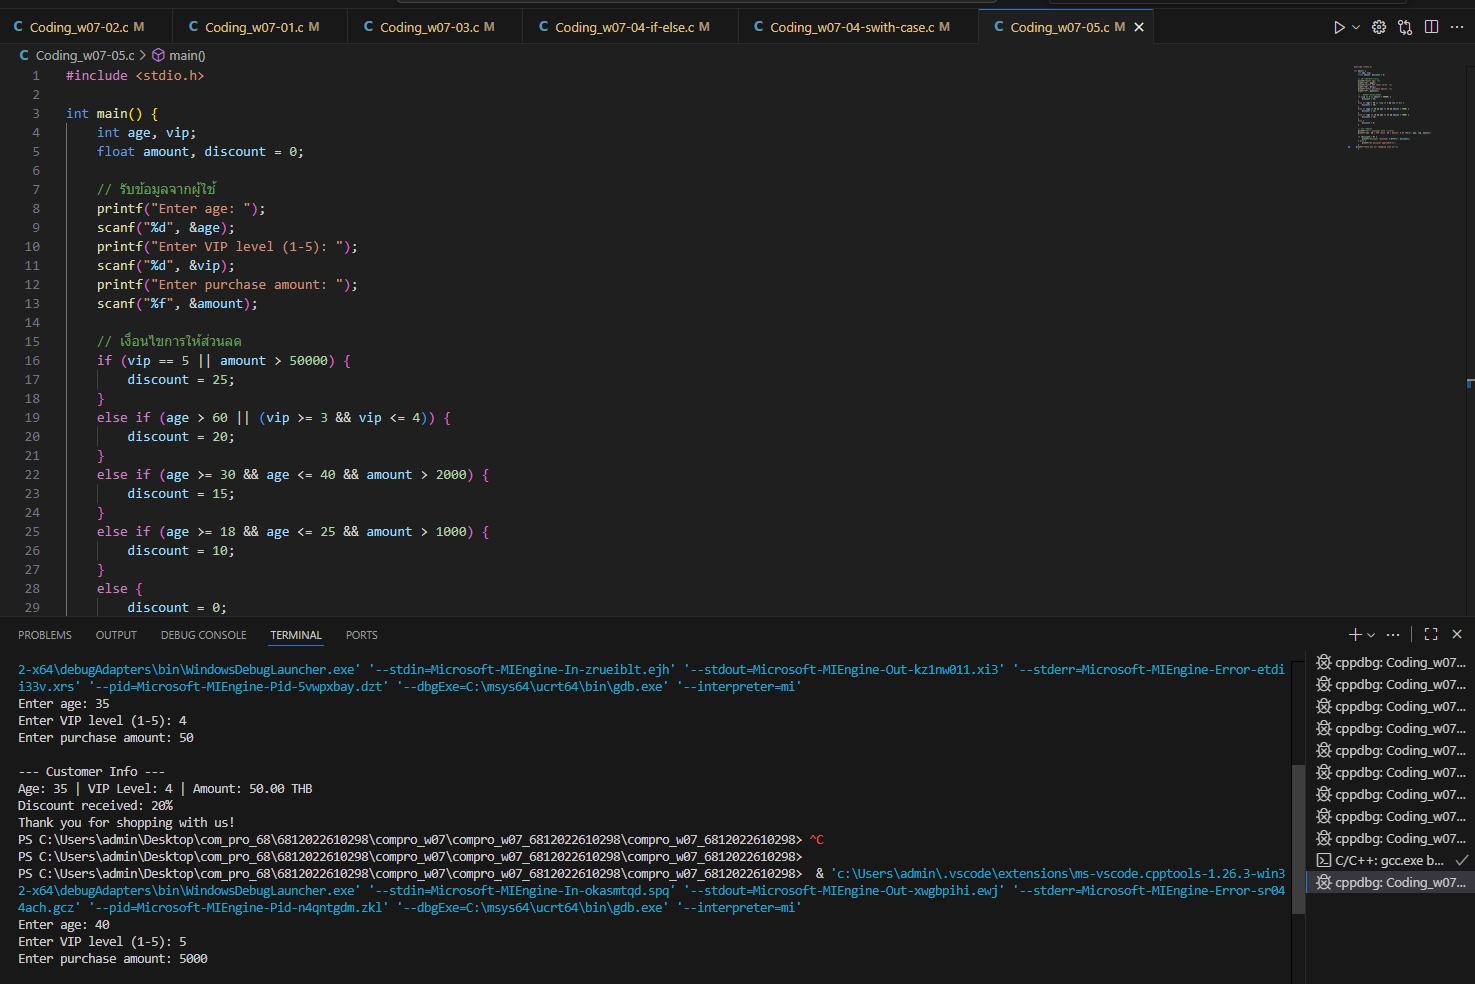 C Coding_w07-02.c M
C Coding_w07-01.c M
C Coding_w07-03.c M
C Coding_w07-04-if-else.c M
C Coding_w07-04-swith-case.c M
C Coding_w07-05.c M
C Coding_w07-05.c > main()
1 #include <stdio.h>
2
3 int main() {
4 int age, vip;
5 float amount, discount = 0;
6
7 // รับข้อมูลจากผู้ใช้
8 printf("Enter age: ");
9 scanf("%d", &age);
10 printf("Enter VIP level (1-5): ");
11 scanf("%d", &vip);
12 printf("Enter purchase amount: ");
13 scanf("%f", &amount);
14
15 // เงื่อนไขการให้ส่วนลด
16 if (vip == 5 || amount > 50000) {
17 discount = 25;
18 }
19 else if (age > 60 || (vip >= 3 && vip <= 4)) {
20 discount = 20;
21 }
22 else if (age >= 30 && age <= 40 && amount > 2000) {
23 discount = 15;
24 }
25 else if (age >= 18 && age <= 25 && amount > 1000) {
26 discount = 10;
27 }
28 else {
29 discount = 0;
PROBLEMS OUTPUT DEBUG CONSOLE TERMINAL PORTS
2-x64\debugAdapters\bin\WindowsDebugLauncher.exe' '--stdin=Microsoft-MIEngine-In-zrueiblt.ejh' '--stdout=Microsoft-MIEngine-Out-kz1nw011.xi3' '--stderr=Microsoft-MIEngine-Error-etdi
i33v.xrs' '--pid=Microsoft-MIEngine-Pid-5vwpxbay.dzt' '--dbgExe=C:\msys64\ucrt64\bin\gdb.exe' '--interpreter=mi'
Enter age: 35
Enter VIP level (1-5): 4
Enter purchase amount: 50
--- Customer Info ---
Age: 35 | VIP Level: 4 | Amount: 50.00 THB
Discount received: 20%
Thank you for shopping with us!
PS C:\Users\admin\Desktop\com_pro_68\6812022610298\compro_w07\compro_w07_6812022610298\compro_w07_6812022610298> ^C
PS C:\Users\admin\Desktop\com_pro_68\6812022610298\compro_w07\compro_w07_6812022610298\compro_w07_6812022610298>
PS C:\Users\admin\Desktop\com_pro_68\6812022610298\compro_w07\compro_w07_6812022610298\compro_w07_6812022610298> & 'c:\Users\admin\.vscode\extensions\ms-vscode.cpptools-1.26.3-win3
2-x64\debugAdapters\bin\WindowsDebugLauncher.exe' '--stdin=Microsoft-MIEngine-In-okasmtqd.spq' '--stdout=Microsoft-MIEngine-Out-xwgbpihi.ewj' '--stderr=Microsoft-MIEngine-Error-sr04
4ach.gcz' '--pid=Microsoft-MIEngine-Pid-n4qntgdm.zkl' '--dbgExe=C:\msys64\ucrt64\bin\gdb.exe' '--interpreter=mi'
Enter age: 40
Enter VIP level (1-5): 5
Enter purchase amount: 5000
cppdbg: Coding_w07...
cppdbg: Coding_w07...
cppdbg: Coding_w07...
cppdbg: Coding_w07...
cppdbg: Coding_w07...
cppdbg: Coding_w07...
cppdbg: Coding_w07...
cppdbg: Coding_w07...
cppdbg: Coding_w07...
C/C++: gcc.exe b...
cppdbg: Coding_w07...